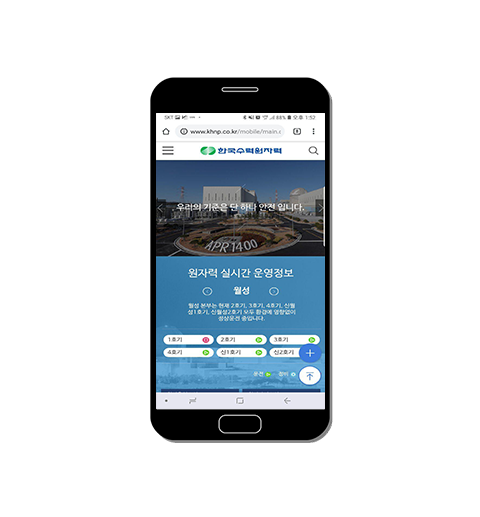 SKT 88% 오후 1:52
www.khnp.co.kr/mobile/main.
한국수력원자력
우리의 기준은 단 하나 안전 입니다.
APR1400
원자력 실시간 운영정보
월성
월성 본부는 현재 2호기, 3호기, 4호기, 신월
성1호기, 신월성2호기 모두 환경에 영향없이
정상운전 중입니다.
1호기 2호기 3호기
4호기 신1호기 신2호기
운전 정비